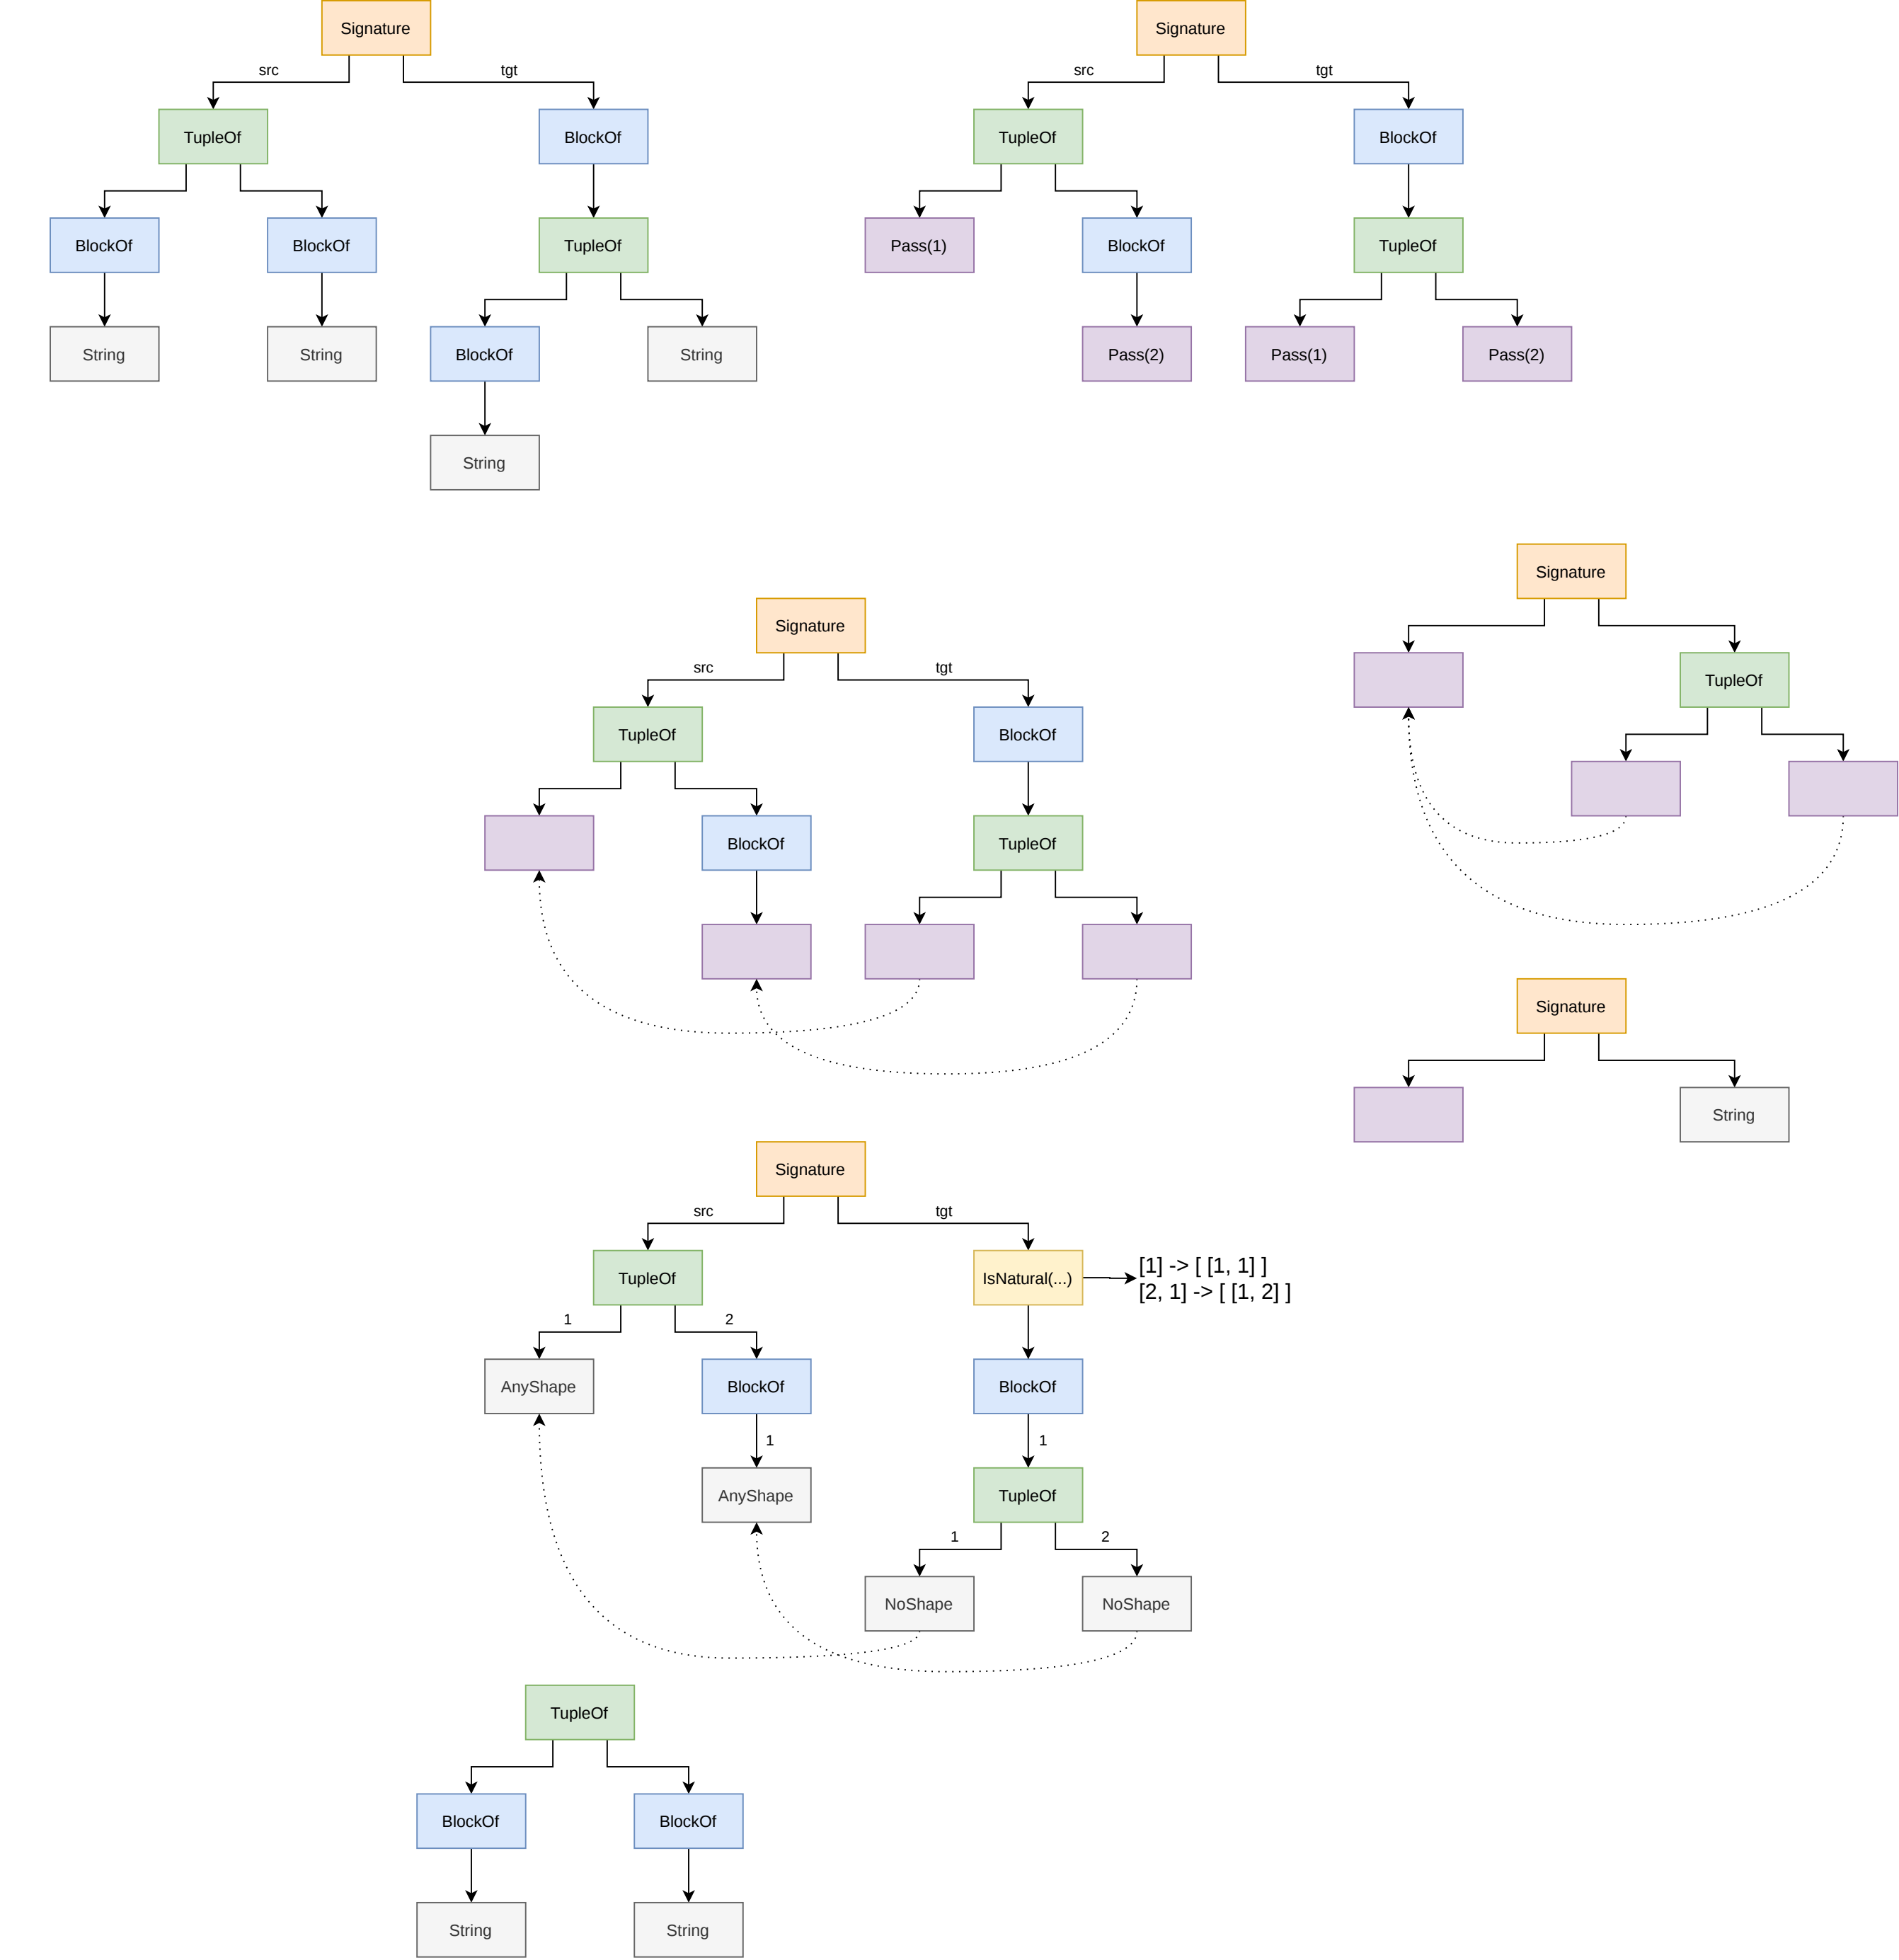 Signature
src
tgt
TupleOf
BlockOf
BlockOf
BlockOf
TupleOf
String
String
BlockOf
String
String
Signature
src
tgt
TupleOf
BlockOf
Pass(1)
BlockOf
TupleOf
Pass(2)
Pass(1)
Pass(2)
Signature
TupleOf
Signature
src
tgt
TupleOf
BlockOf
BlockOf
TupleOf
Signature
String
Signature
src
tgt
TupleOf
IsNatural(...)
[1] -> [ [1, 1] ]
[2, 1] -> [ [1, 2] ]
1
2
AnyShape
BlockOf
BlockOf
1
1
AnyShape
TupleOf
1
2
NoShape
NoShape
TupleOf
BlockOf
BlockOf
String
String